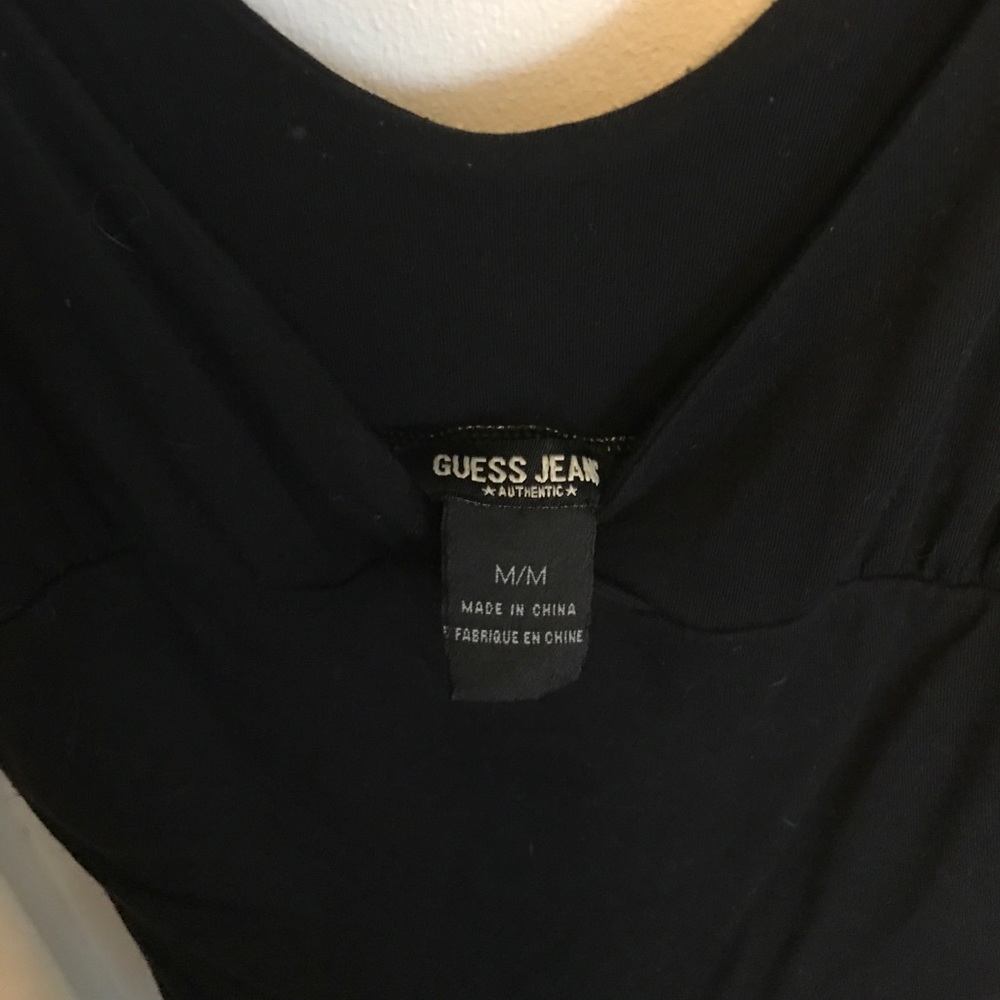 GUESS JEANS
★AUTHENTIC★
M/M
MADE IN CHINA
FABRIQUE EN CHINE